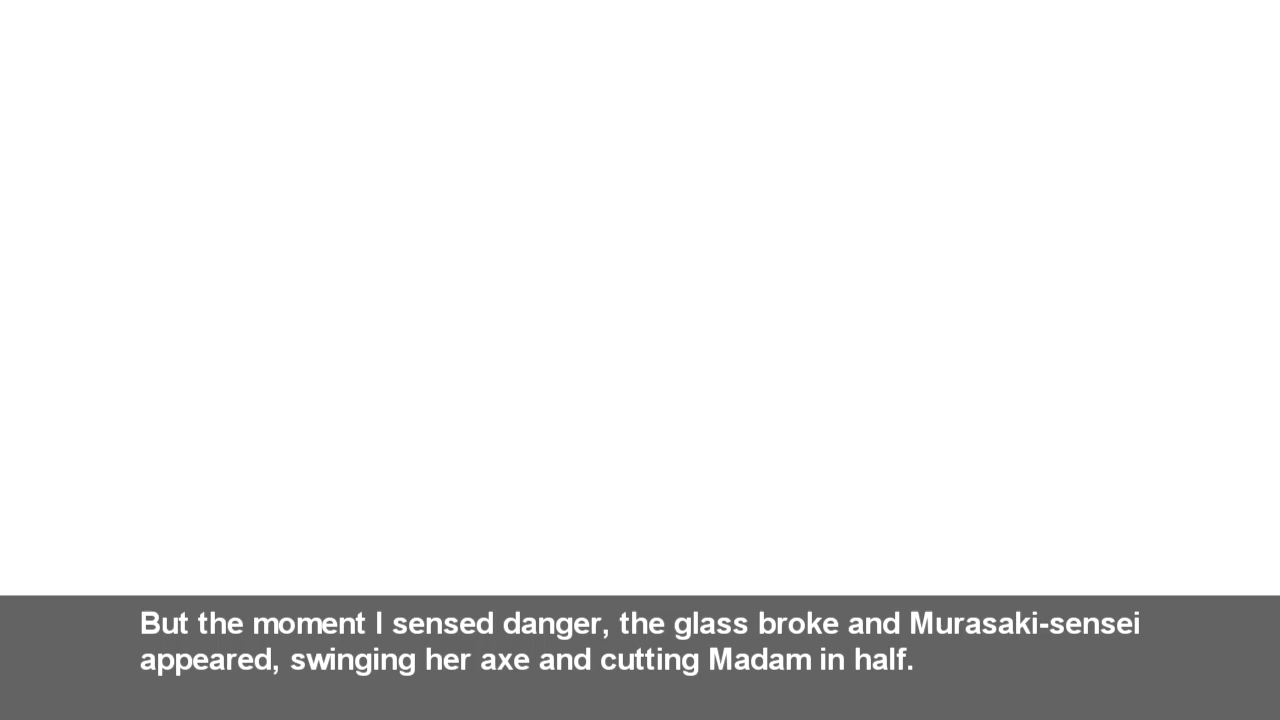 But the moment I sensed danger, the glass broke and Murasaki-sensei
appeared, swinging her axe and cutting Madam in half.